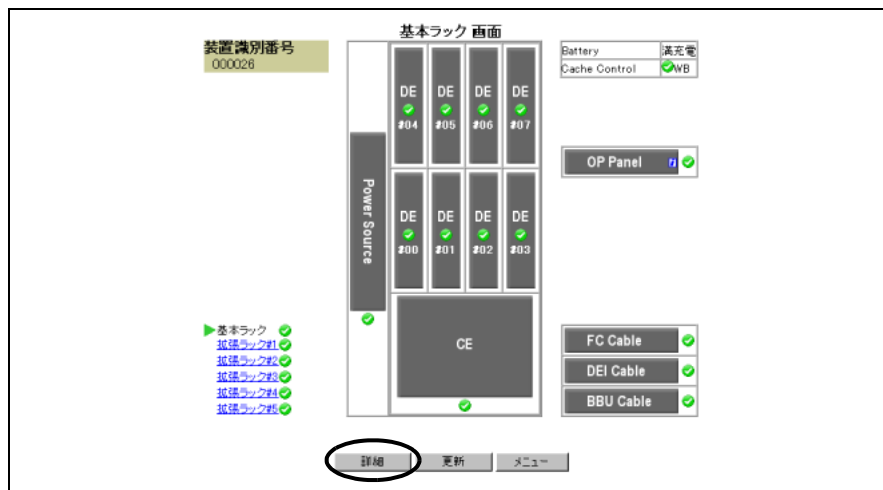 基本ラック 画面
装置識別番号
000026
Battery 満充電
Cache Control WB
DE #04
DE #05
DE #06
DE #07
OP Panel i
Power Source
DE #00
DE #01
DE #02
DE #03
CE
基本ラック
拡張ラック#1
拡張ラック#2
拡張ラック#3
拡張ラック#4
拡張ラック#5
FC Cable
DEI Cable
BBU Cable
詳細 更新 メニュー